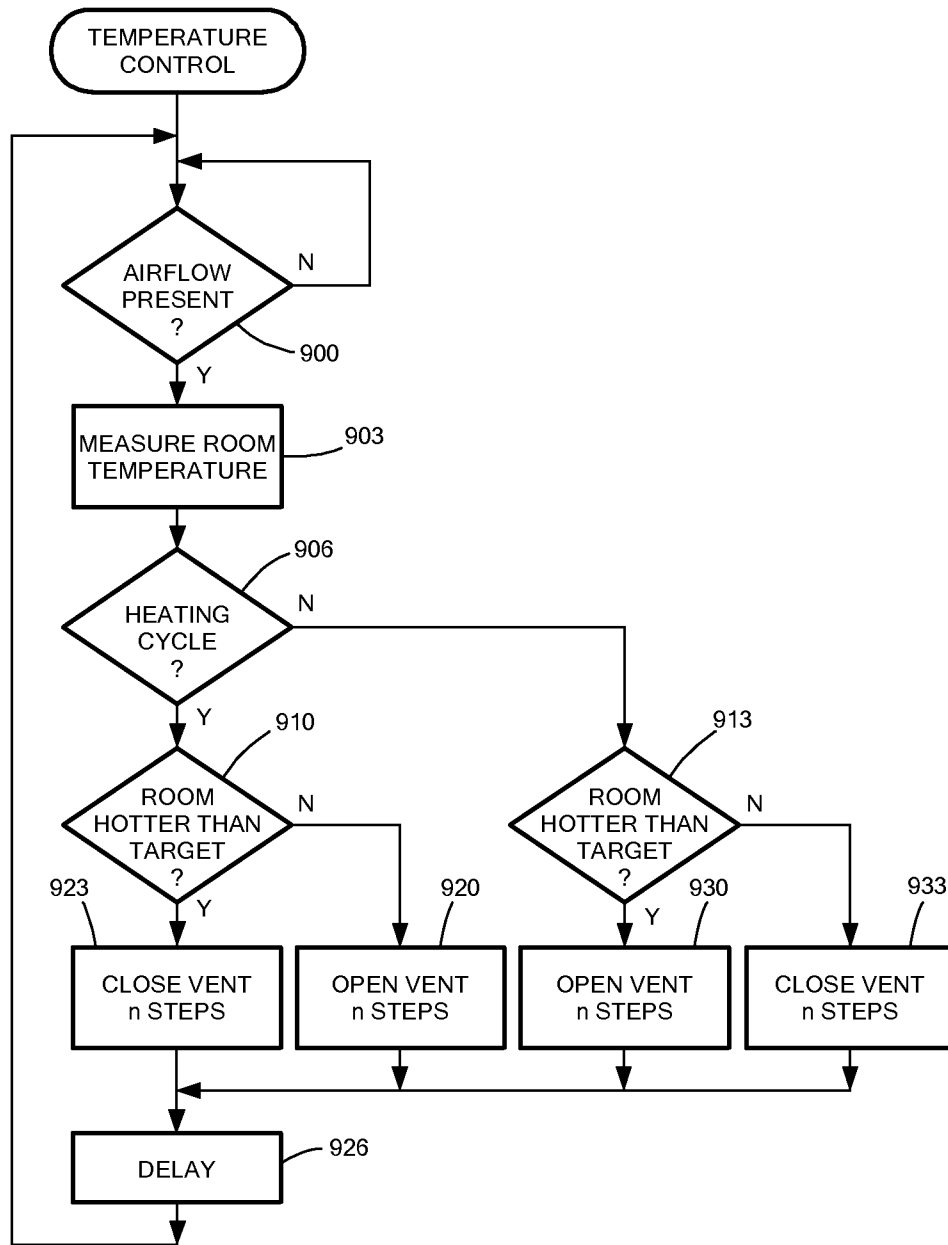 TEMPERATURE
CONTROL
AIRFLOW
PRESENT
?
N
900
Y
MEASURE ROOM
TEMPERATURE
903
906
HEATING
CYCLE
?
N
Y
910
ROOM
HOTTER THAN
TARGET
?
N
Y
913
ROOM
HOTTER THAN
TARGET
?
N
Y
923
CLOSE VENT
n STEPS
920
OPEN VENT
n STEPS
930
OPEN VENT
n STEPS
933
CLOSE VENT
n STEPS
DELAY
926